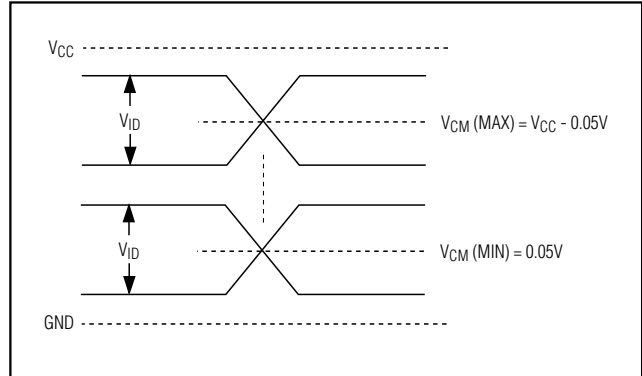 VCC
VID
VCM (MAX) = VCC - 0.05V
VID
VCM (MIN) = 0.05V
GND